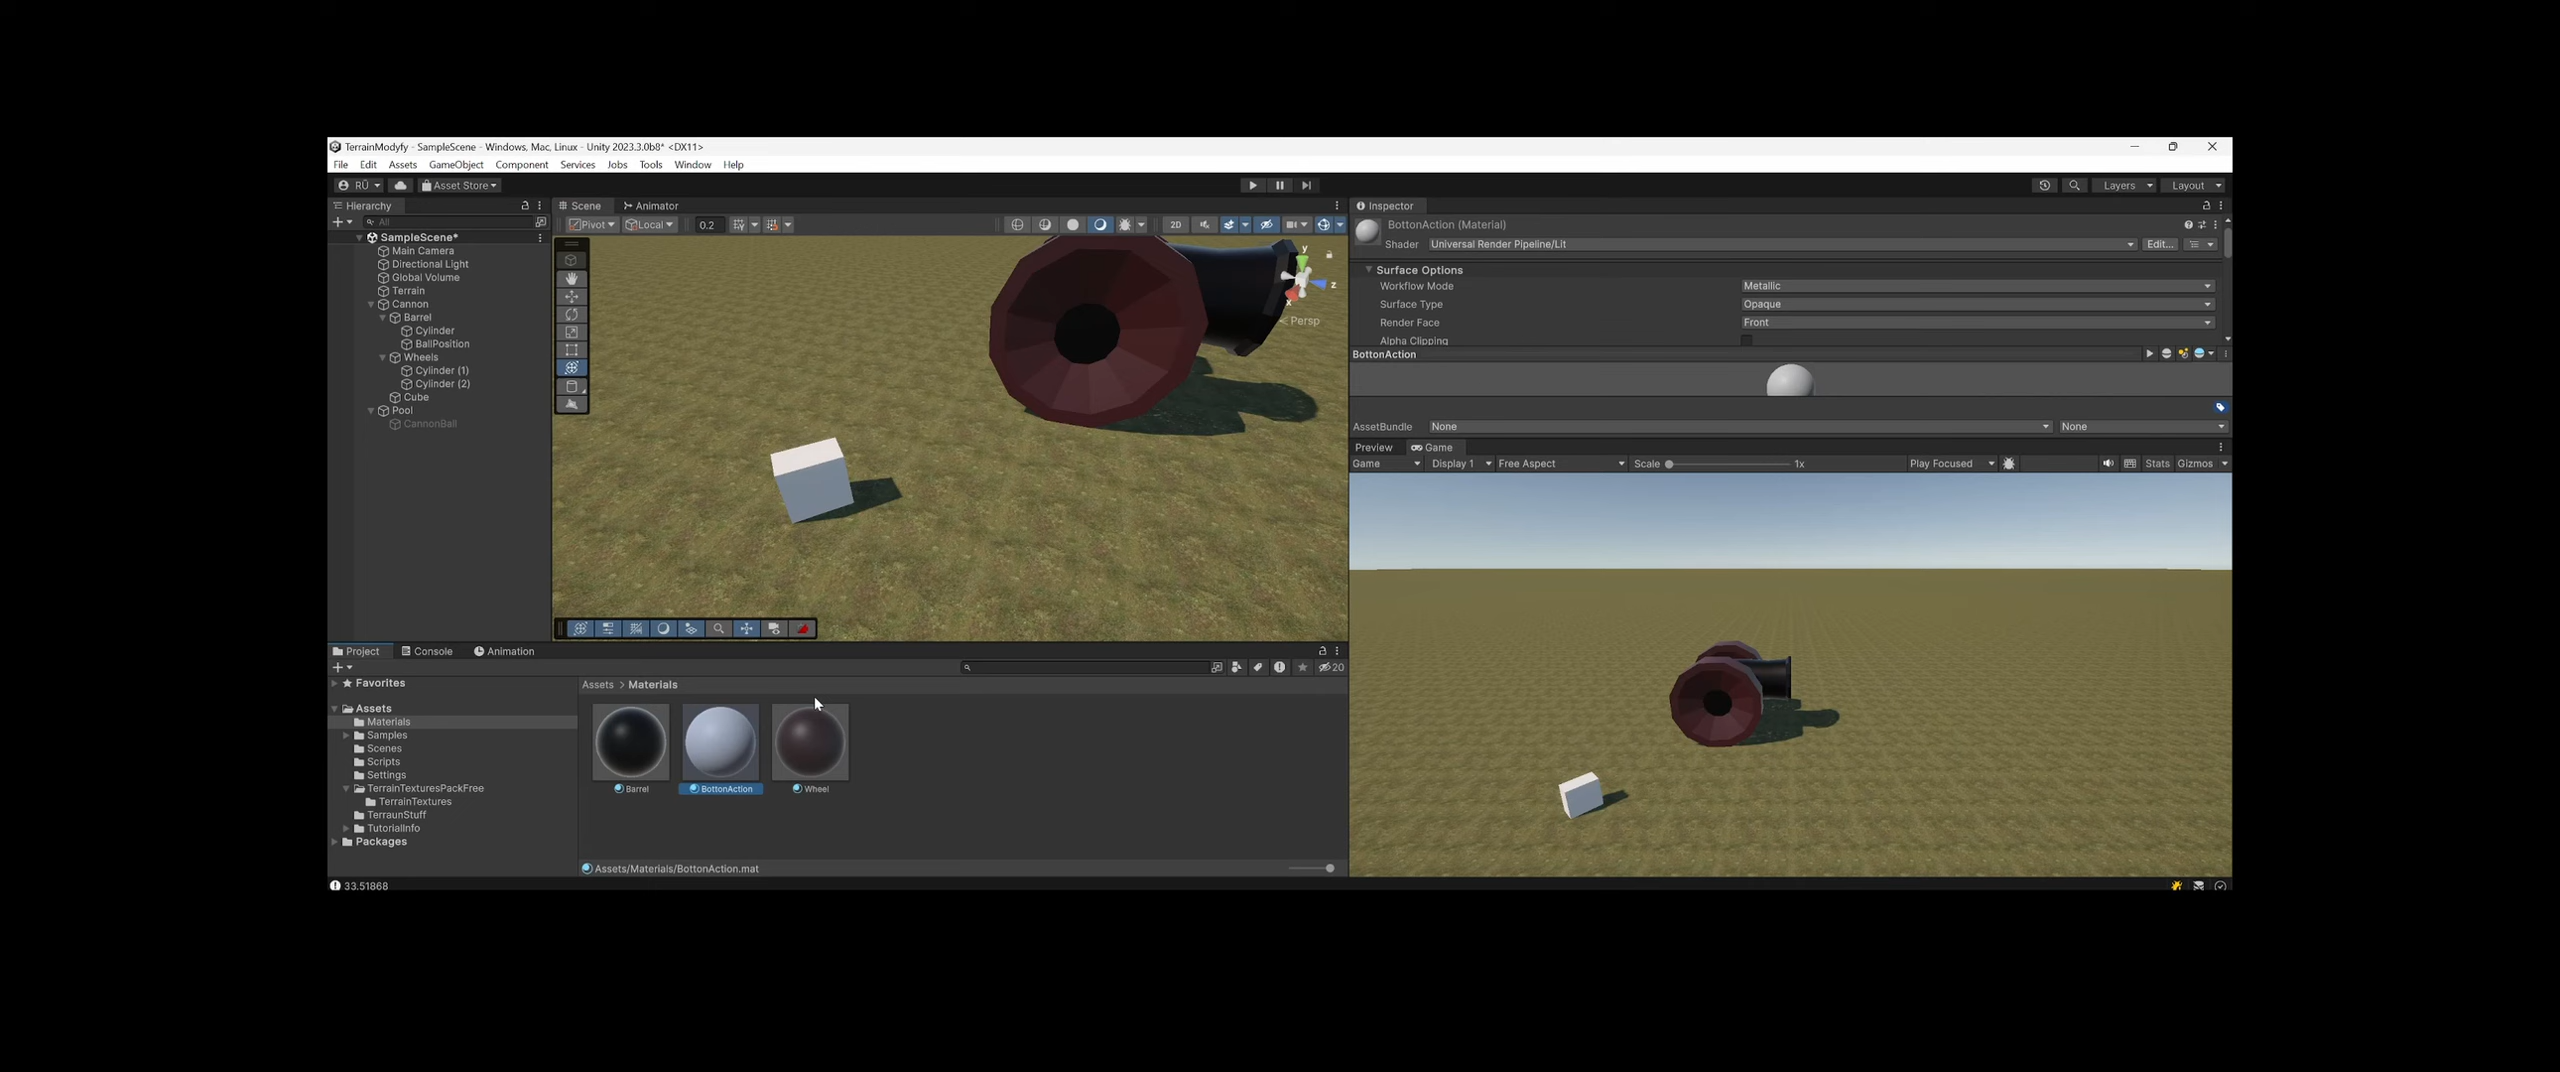 TerrainModyfy - SampleScene - Windows, Mac, Linux - Unity 2023.3.0b8* <DX11>
File Edit Assets GameObject Component Services Jobs Tools Window Help
RÜ Asset Store Layers Layout
Hierarchy
All
SampleScene*
Main Camera
Directional Light
Global Volume
Terrain
Cannon
Barrel
Cylinder
BallPosition
Wheels
Cylinder (1)
Cylinder (2)
Cube
Pool
CannonBall
Scene Animator
Pivot Local 0.2 2D
y
z
x
Persp
Inspector
BottonAction (Material)
Shader Universal Render Pipeline/Lit Edit...
Surface Options
Workflow Mode Metallic
Surface Type Opaque
Render Face Front
Alpha Clipping
BottonAction
AssetBundle None None
Preview Game
Game Display 1 Free Aspect Scale 1x Play Focused Stats Gizmos
Project Console Animation
20
Favorites
Assets
Materials
Samples
Scenes
Scripts
Settings
TerrainTexturesPackFree
TerrainTextures
TerraunStuff
TutorialInfo
Packages
Assets > Materials
Barrel BottonAction Wheel
Assets/Materials/BottonAction.mat
33.51868